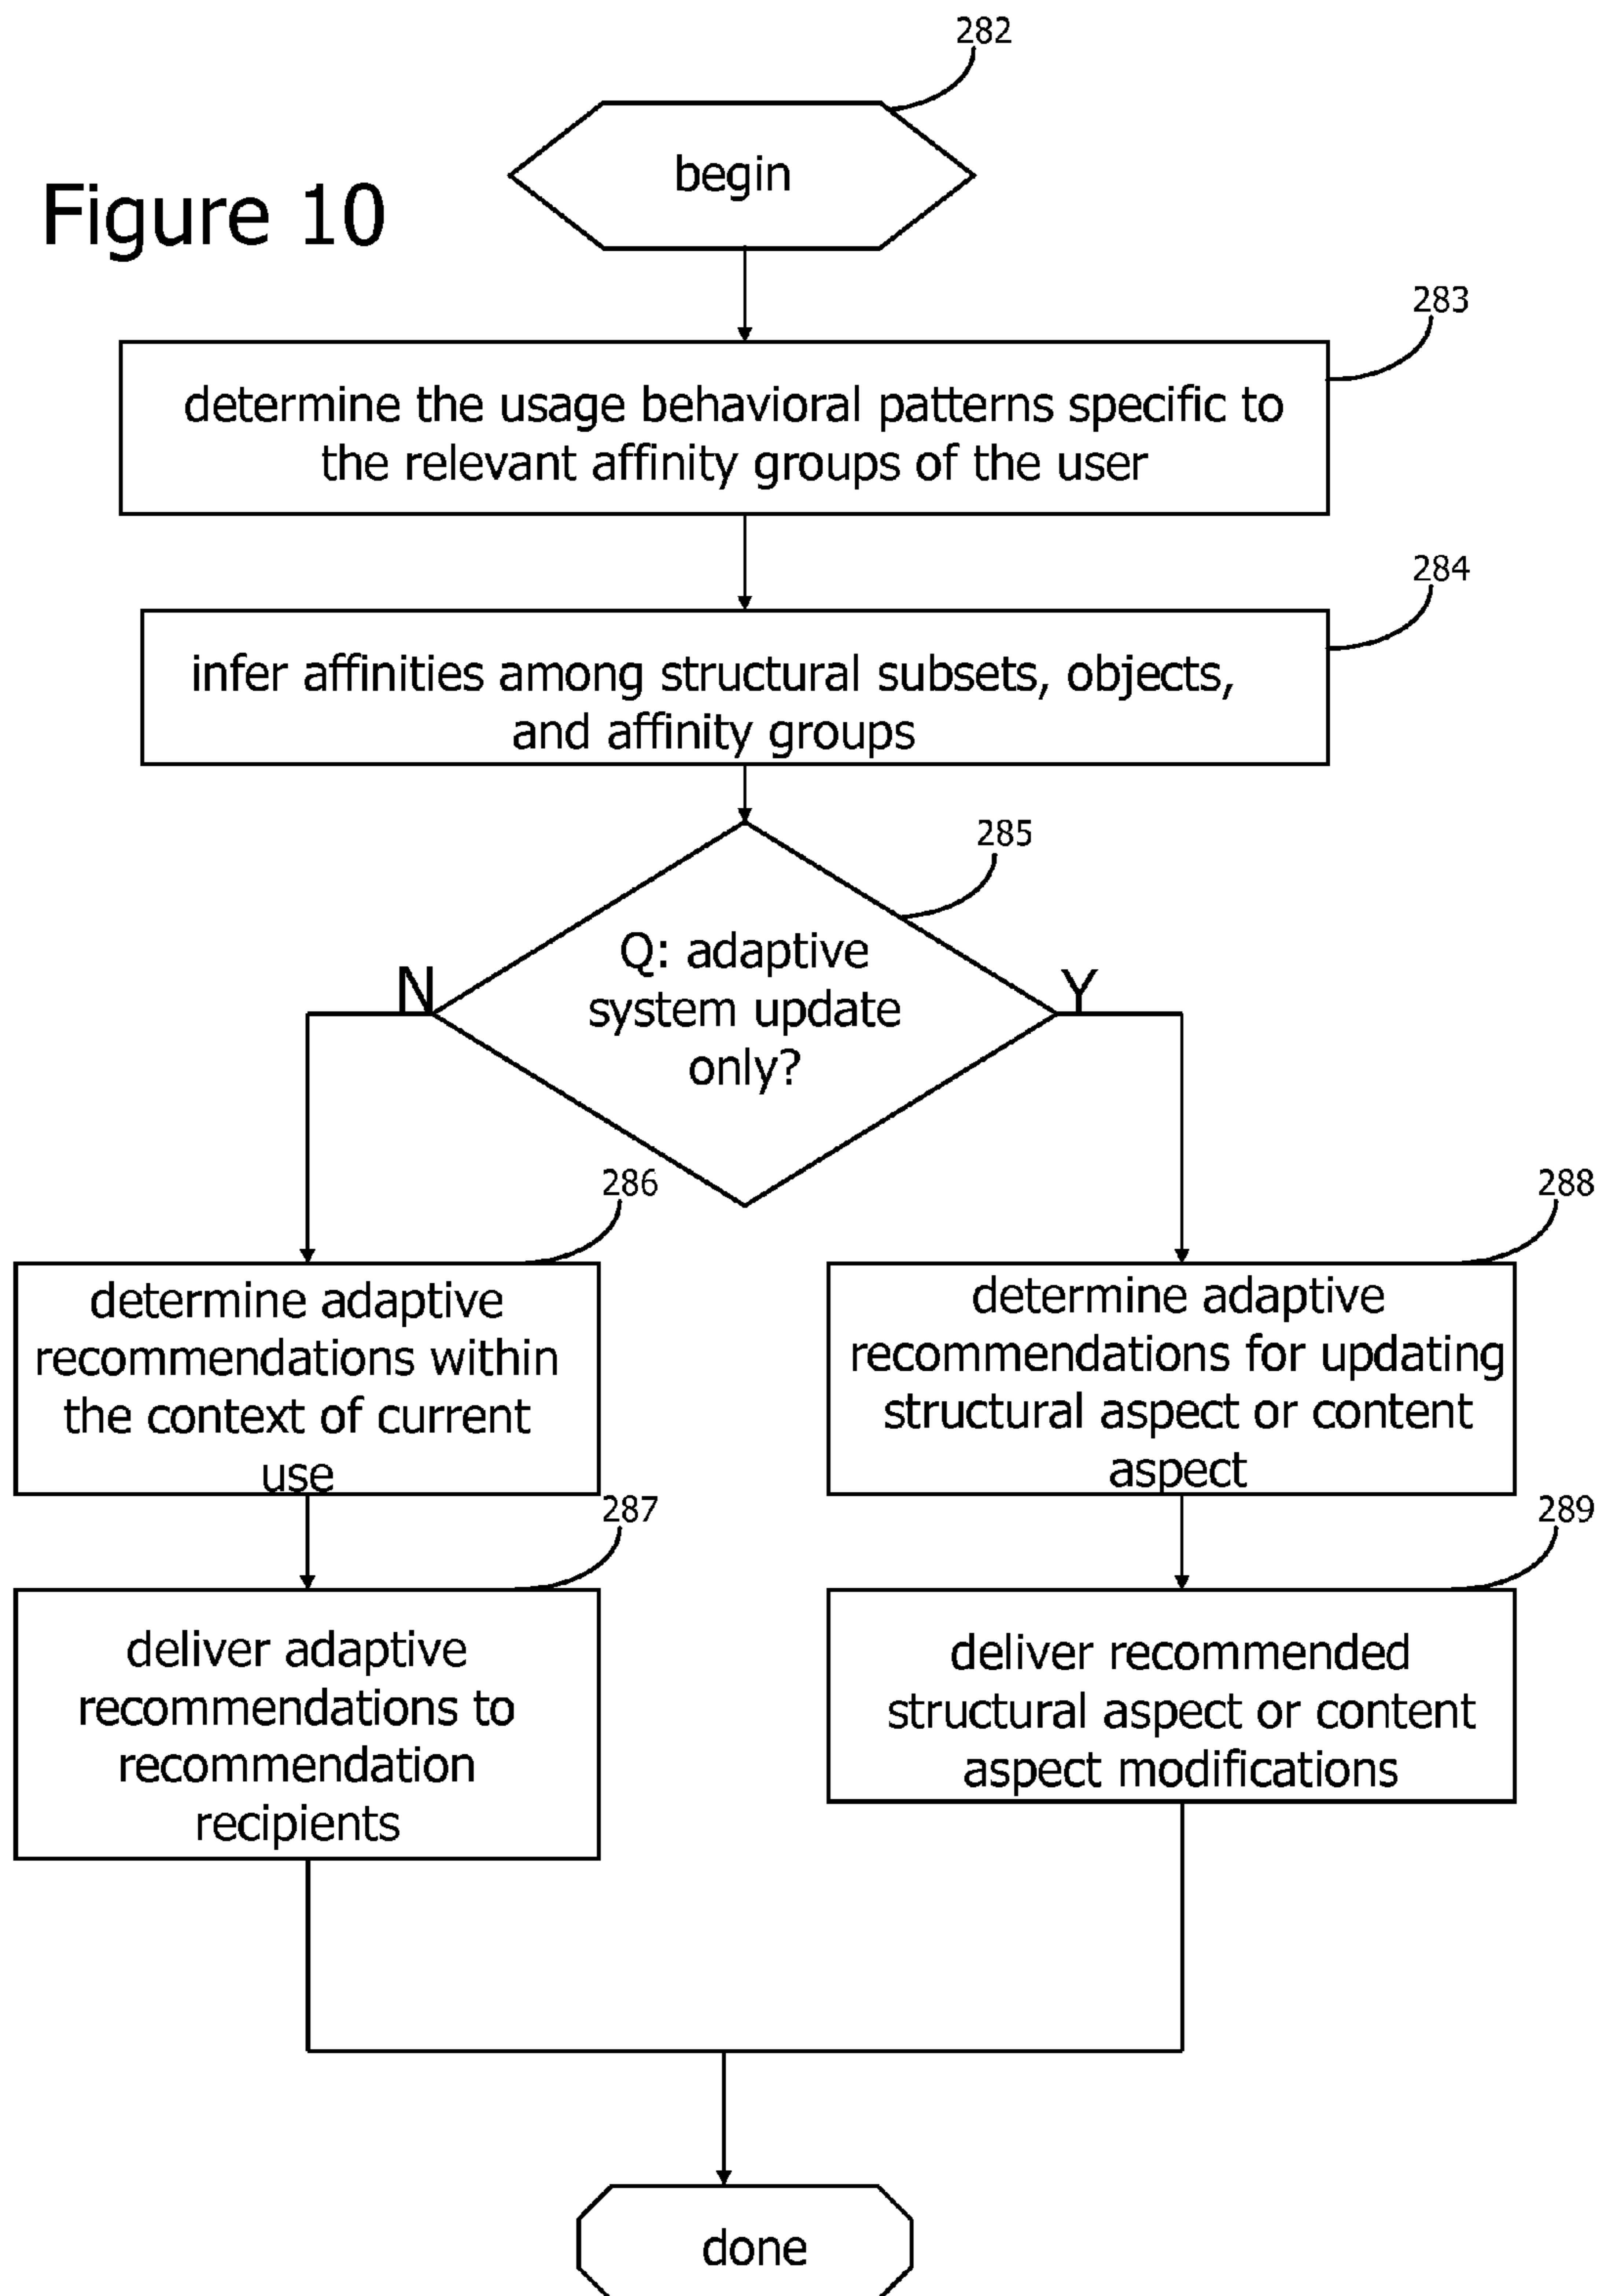 282
begin
Figure 10
283
determine the usage behavioral patterns specific to
the relevant affinity groups of the user
284
infer affinities among structural subsets, objects,
and affinity groups
285
Q: adaptive
system update
only?
N
Y
286
determine adaptive
recommendations within
the context of current
use
288
determine adaptive
recommendations for updating
structural aspect or content
aspect
287
deliver adaptive
recommendations to
recommendation
recipients
289
deliver recommended
structural aspect or content
aspect modifications
done